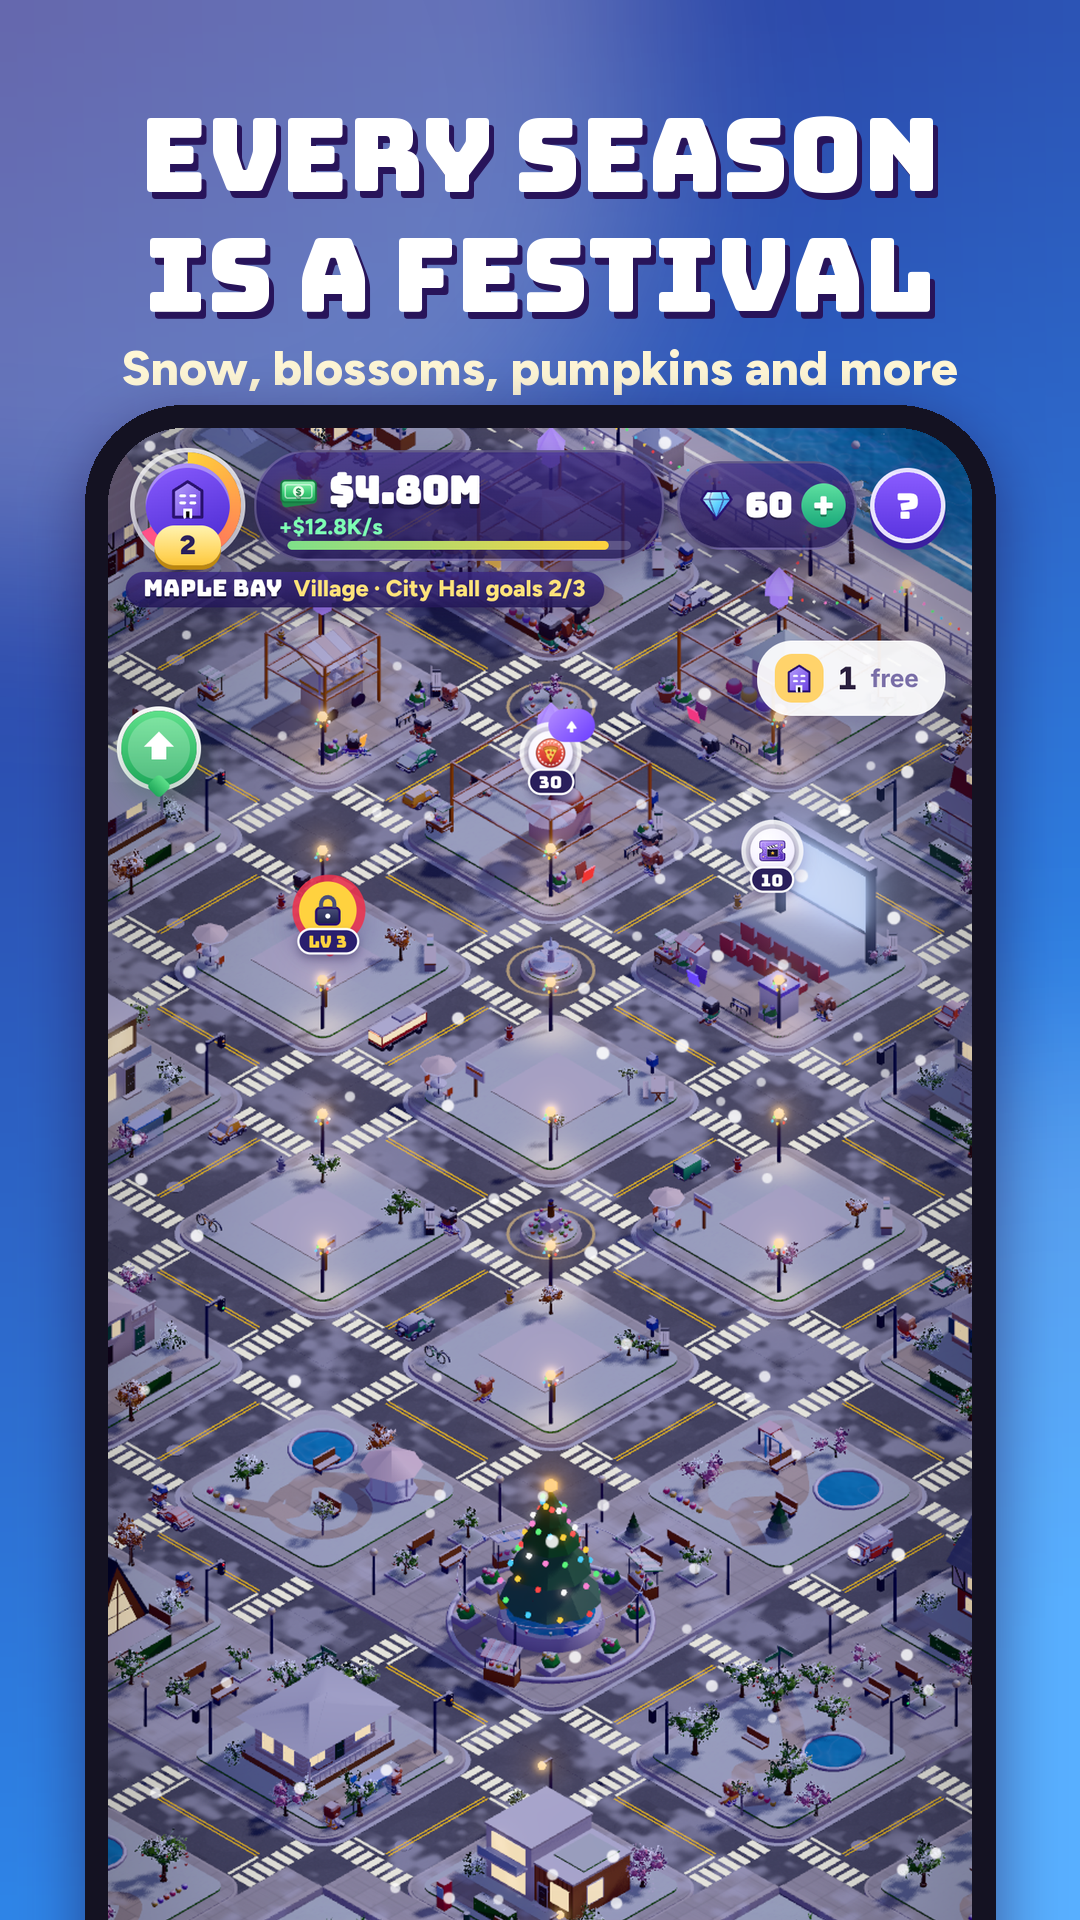 EVERY SEASON
IS A FESTIVAL
Snow, blossoms, pumpkins and more
$4.80M
+$12.8K/s
60
+
?
2
MAPLE BAY Village · City Hall goals 2/3
1 free
30
10
LV 3